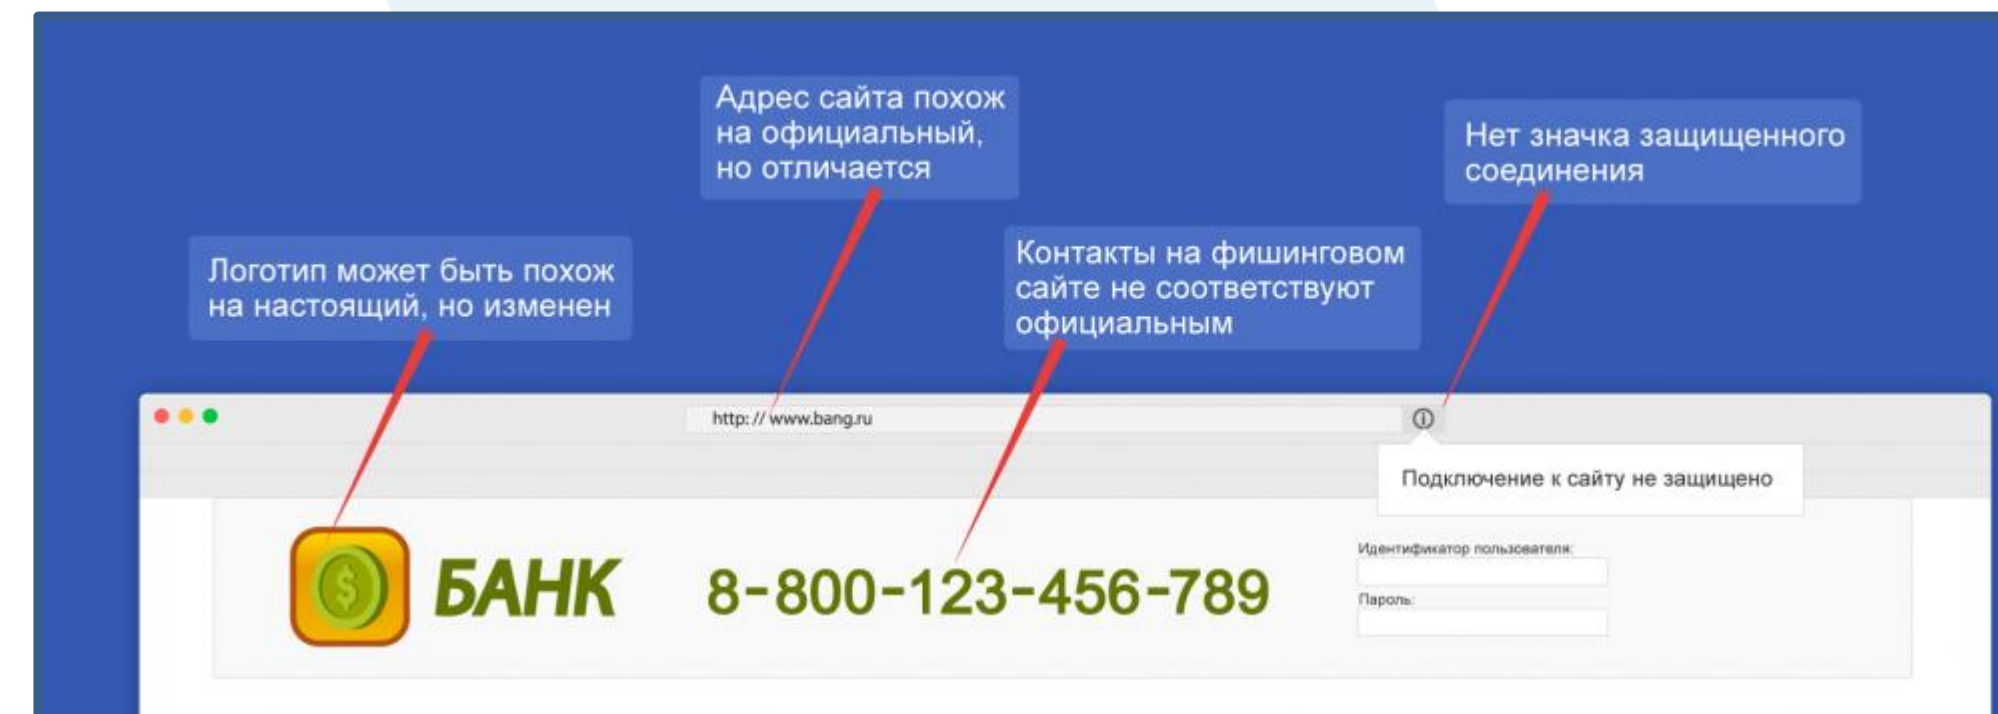 Адрес сайта похож
на официальный,
но отличается
Нет значка защищенного
соединения
Логотип может быть похож
на настоящий, но изменен
Контакты на фишинговом
сайте не соответствуют
официальным
http: // www.bang.ru
Подключение к сайту не защищено
БАНК
8-800-123-456-789
Идентификатор пользователя:
Пароль: